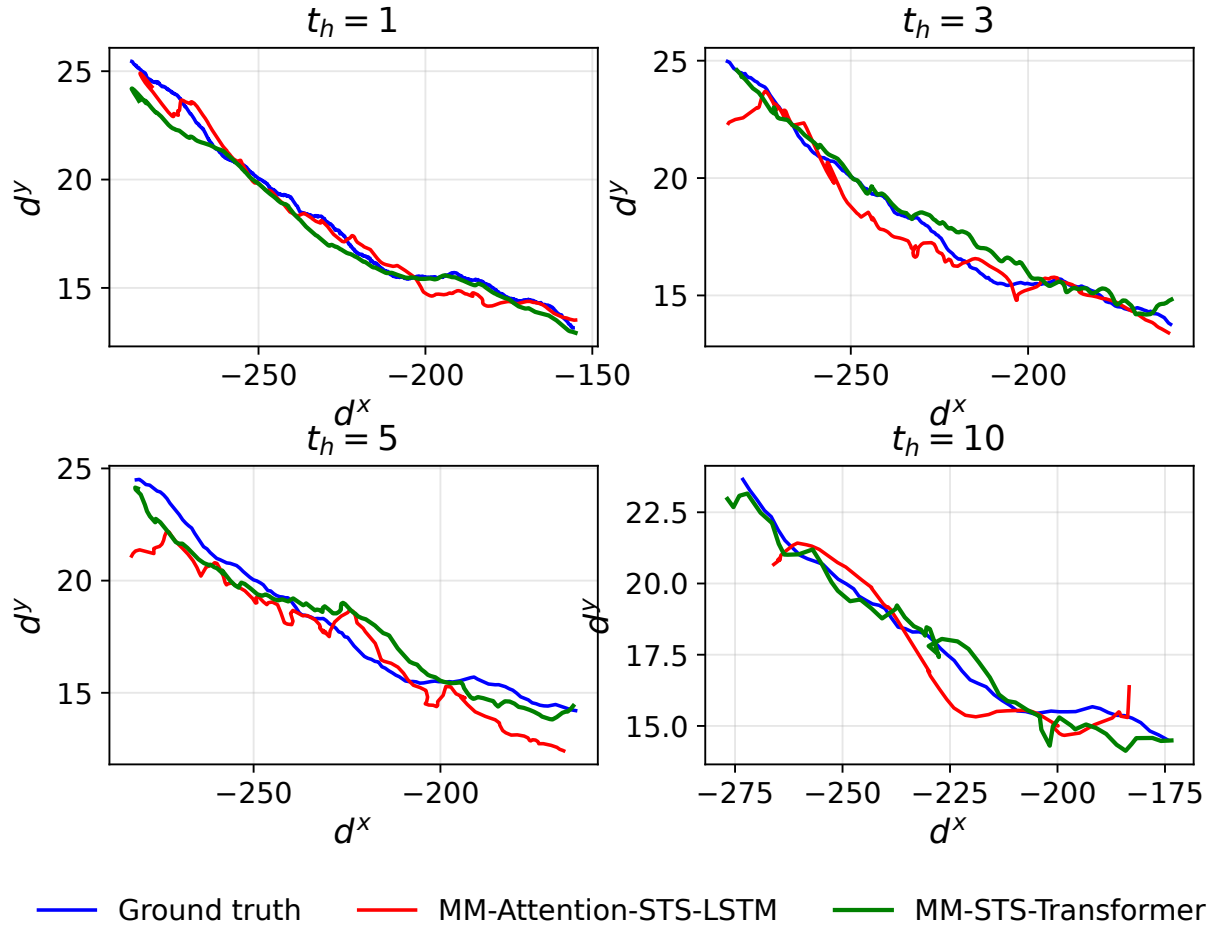 t_h = 1
25
20
15
d^y
−250
−200
−150
d^x
t_h = 3
25
20
15
d^y
−250
−200
d^x
t_h = 5
25
20
15
d^y
−250
−200
d^x
t_h = 10
22.5
20.0
17.5
15.0
d^y
−275
−250
−225
−200
−175
d^x
Ground truth
MM-Attention-STS-LSTM
MM-STS-Transformer